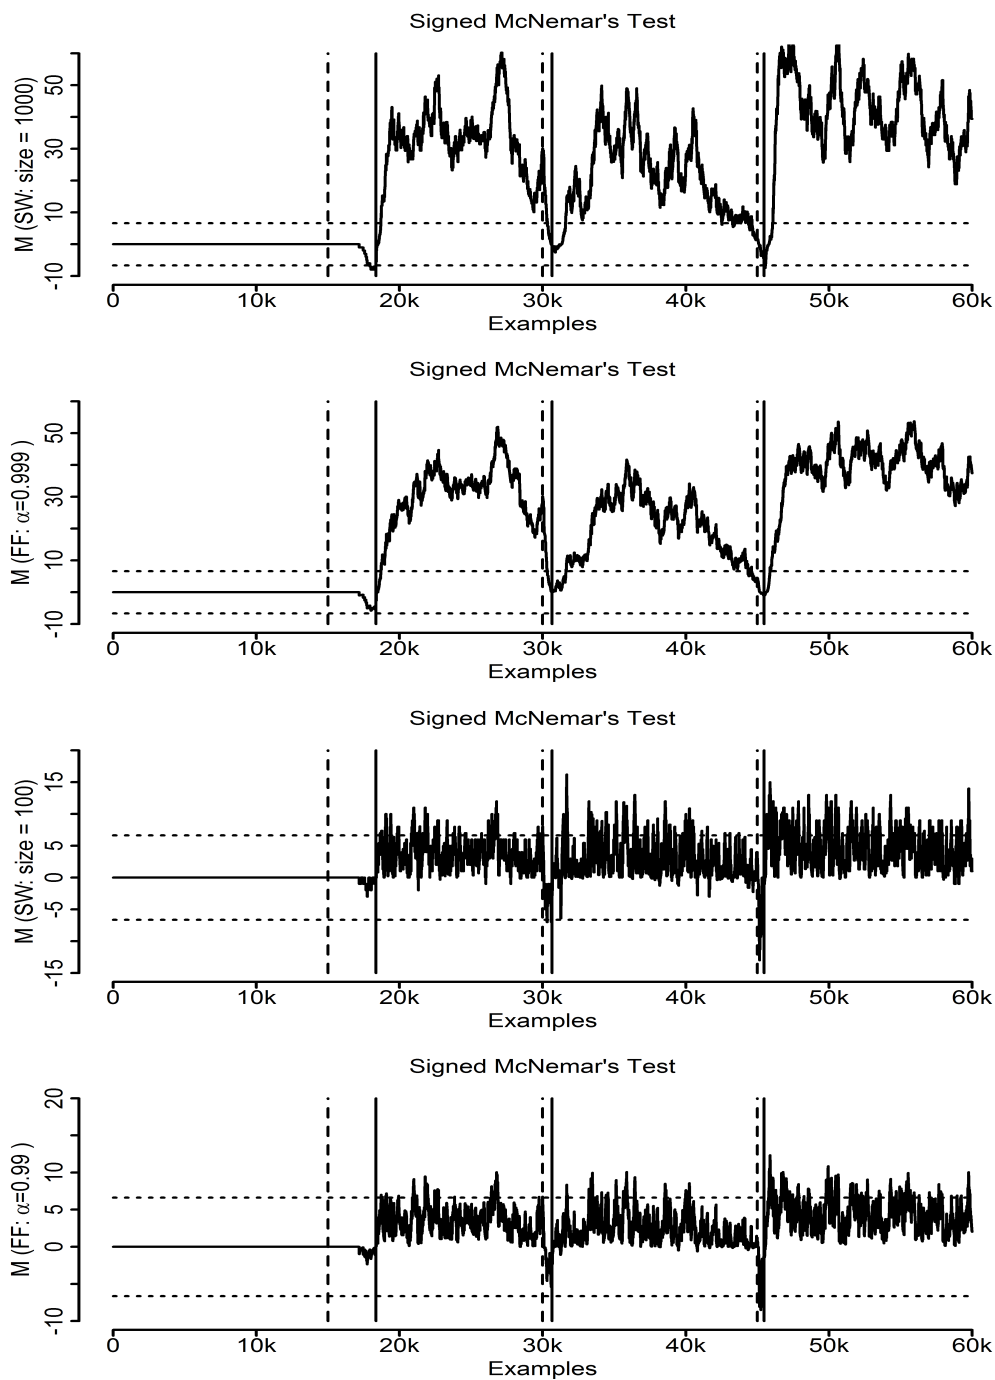 Signed McNemar's Test
M (SW: size = 1000)
50
30
10
-10
0 10k 20k 30k 40k 50k 60k
Examples
Signed McNemar's Test
M (FF: α=0.999 )
50
30
10
-10
0 10k 20k 30k 40k 50k 60k
Examples
Signed McNemar's Test
M (SW: size = 100)
15
5
0
-5
-15
0 10k 20k 30k 40k 50k 60k
Examples
Signed McNemar's Test
M (FF: α=0.99 )
20
10
5
0
-10
0 10k 20k 30k 40k 50k 60k
Examples